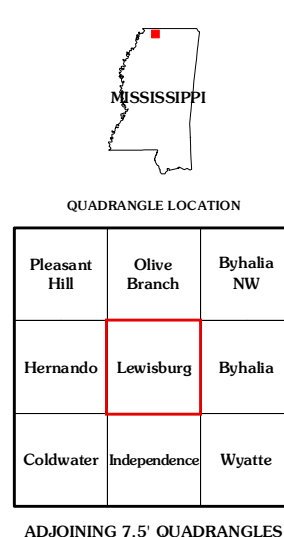 MISSISSIPPI
QUADRANGLE LOCATION
Pleasant Hill
Olive Branch
Byhalia NW
Hernando
Lewisburg
Byhalia
Coldwater
Independence
Wyatte
ADJOINING 7.5' QUADRANGLES